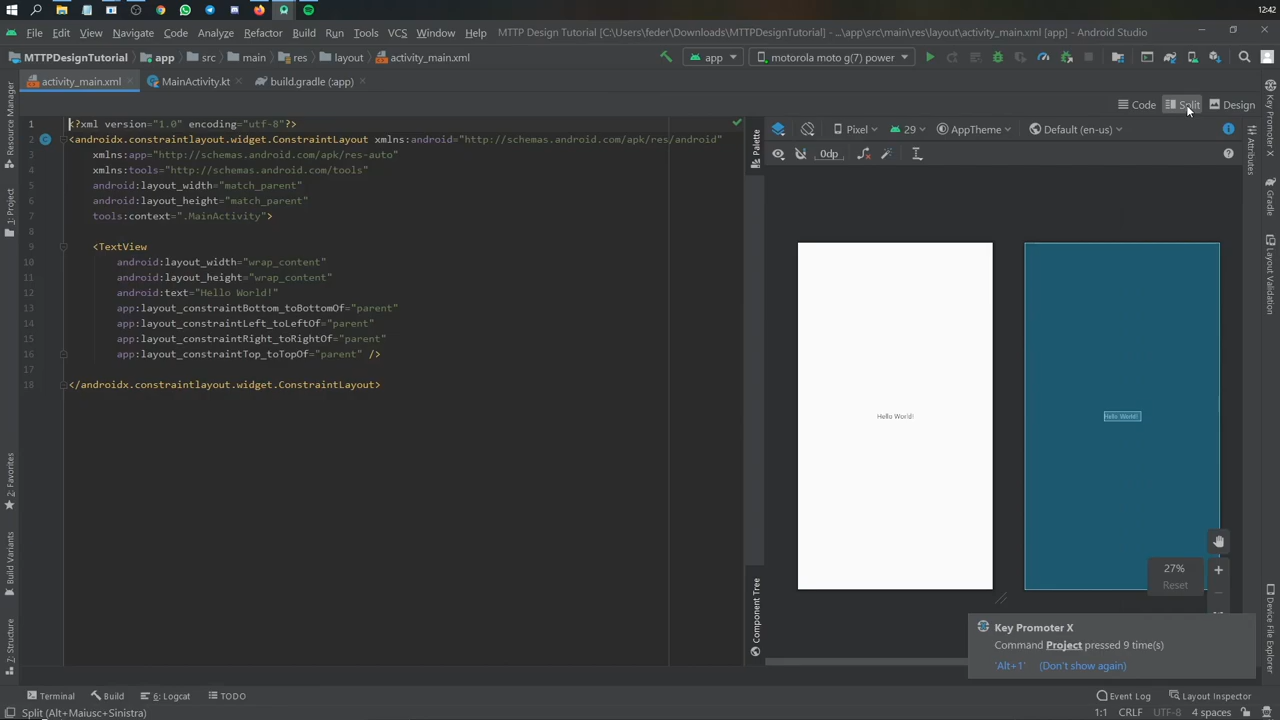 12:42
File Edit View Navigate Code Analyze Refactor Build Run Tools VCS Window Help MTTP Design Tutorial [C:\Users\feder\Downloads\MTTPDesignTutorial] - ...\app\src\main\res\layout\activity_main.xml [app] - Android Studio
MTTPDesignTutorial app src main res layout activity_main.xml app motorola moto g(7) power
activity_main.xml MainActivity.kt build.gradle (:app)
Code Split Design
Resource Manager
1: Project
2: Favorites
Build Variants
7: Structure
1 <?xml version="1.0" encoding="utf-8"?>
2 <androidx.constraintlayout.widget.ConstraintLayout xmlns:android="http://schemas.android.com/apk/res/android"
3 xmlns:app="http://schemas.android.com/apk/res-auto"
4 xmlns:tools="http://schemas.android.com/tools"
5 android:layout_width="match_parent"
6 android:layout_height="match_parent"
7 tools:context=".MainActivity">
8
9 <TextView
10 android:layout_width="wrap_content"
11 android:layout_height="wrap_content"
12 android:text="Hello World!"
13 app:layout_constraintBottom_toBottomOf="parent"
14 app:layout_constraintLeft_toLeftOf="parent"
15 app:layout_constraintRight_toRightOf="parent"
16 app:layout_constraintTop_toTopOf="parent" />
17
18 </androidx.constraintlayout.widget.ConstraintLayout>
Palette
Component Tree
Pixel 29 AppTheme Default (en-us)
0dp
Hello World!
Hello World!
27%
Reset
Attributes
Key Promoter X
Gradle
Layout Validation
Device File Explorer
Key Promoter X
Command Project pressed 9 time(s)
'Alt+1' (Don't show again)
Terminal Build 6: Logcat TODO Event Log Layout Inspector
Split (Alt+Maiusc+Sinistra) 1:1 CRLF UTF-8 4 spaces